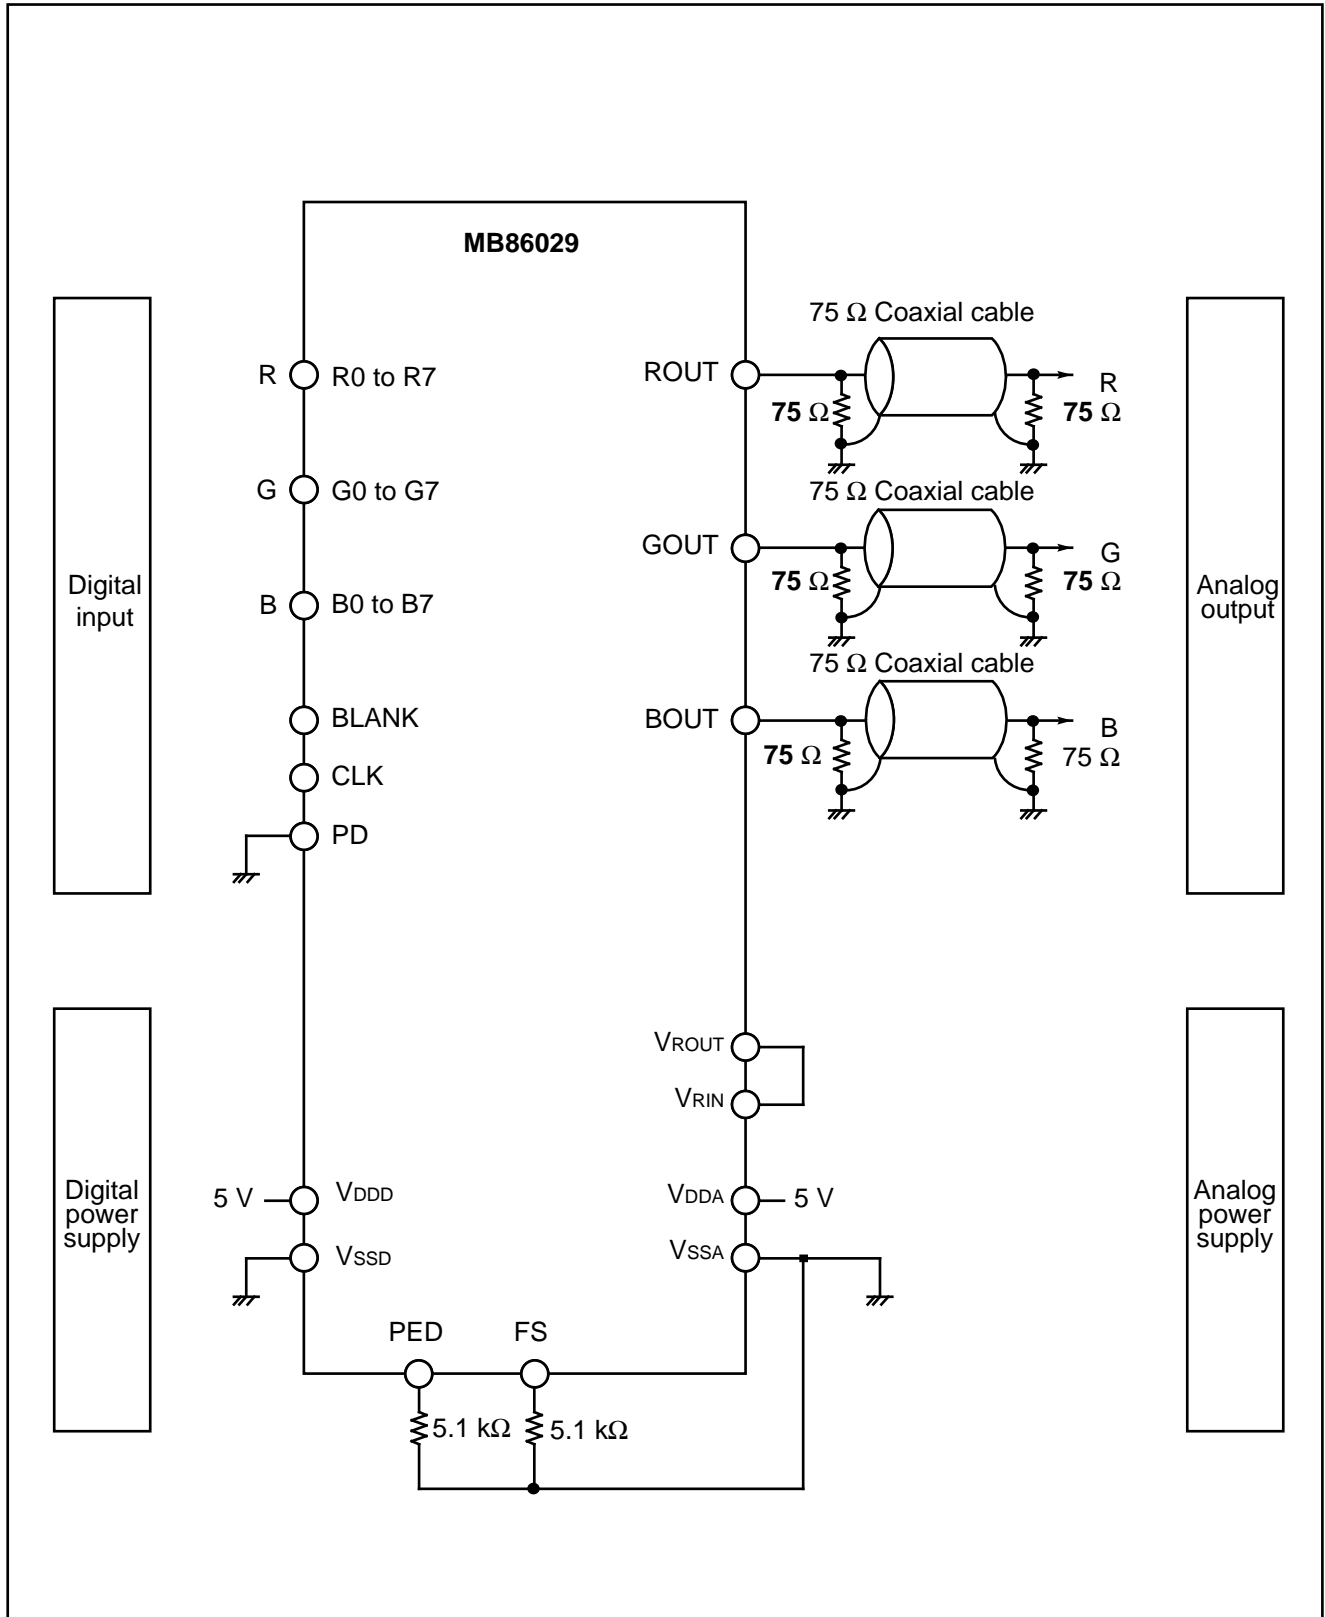 MB86029
75 Ω Coaxial cable
R
R0 to R7
ROUT
75 Ω
R
75 Ω
75 Ω Coaxial cable
G
G0 to G7
GOUT
75 Ω
G
75 Ω
Digital
input
B
B0 to B7
Analog
output
75 Ω Coaxial cable
BLANK
BOUT
75 Ω
B
75 Ω
CLK
PD
VROUT
VRIN
Digital
power
supply
5 V
VDDD
VDDA
5 V
Analog
power
supply
VSSD
VSSA
PED
FS
5.1 kΩ
5.1 kΩ